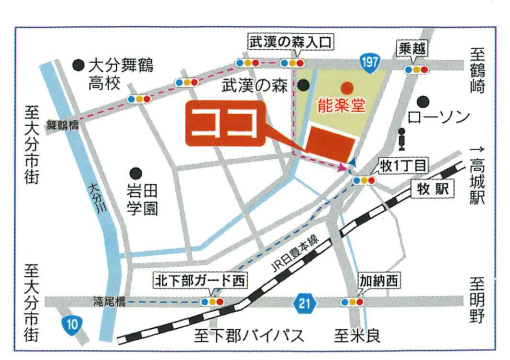 武漢の森入口
乗越
至鶴崎
197
大分舞鶴
高校
武漢の森
能楽堂
ローソン
至大分市街
舞鶴橋
ココ
牧1丁目
→高城駅
牧 駅
大分川
岩田
学園
JR日豊本線
至大分市街
北下部ガード西
加納西
至明野
滝尾橋
21
10
至下郡バイパス
至米良